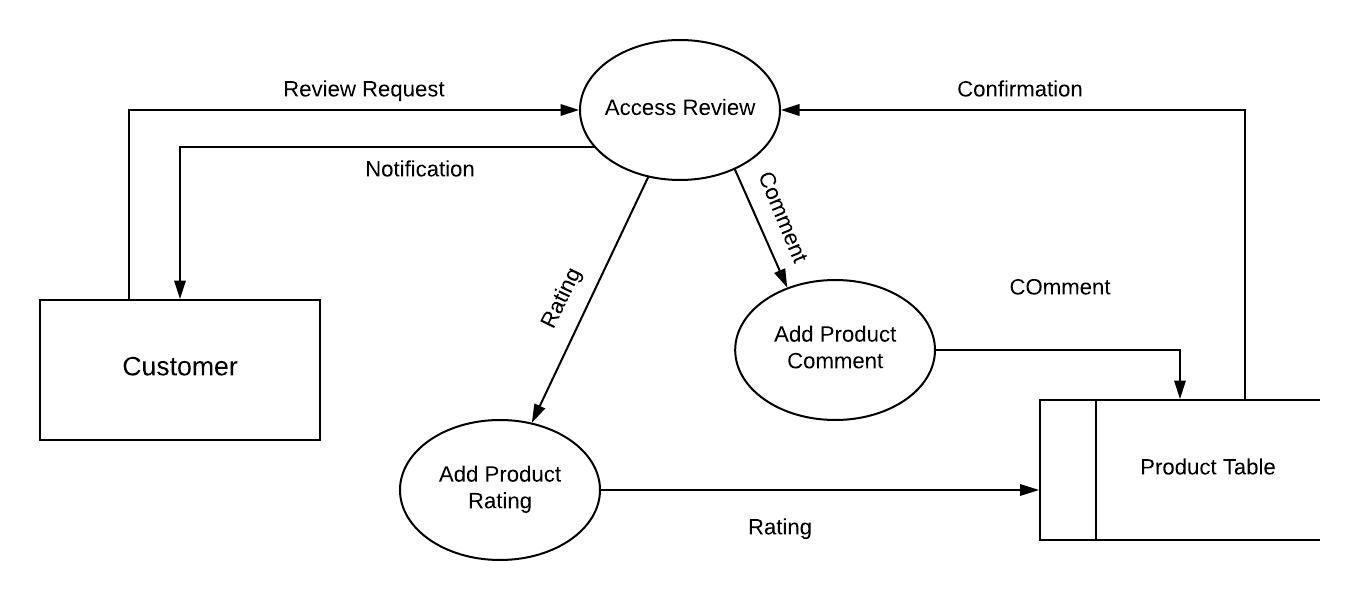 Review Request
Confirmation
Access Review
Notification
Comment
Rating
COmment
Add Product
Comment
Customer
Add Product
Rating
Product Table
Rating